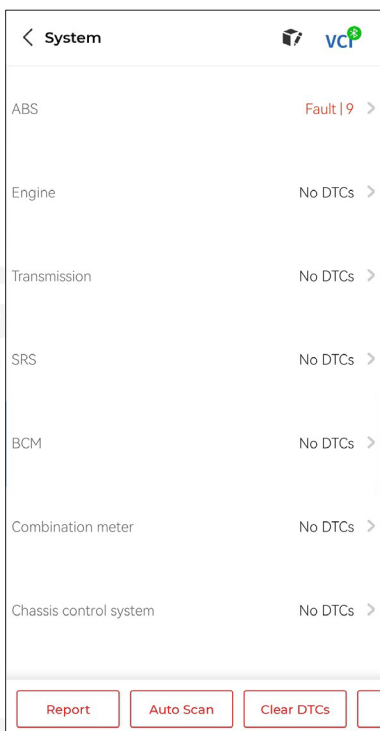 System
VCI
ABS Fault | 9
Engine No DTCs
Transmission No DTCs
SRS No DTCs
BCM No DTCs
Combination meter No DTCs
Chassis control system No DTCs
Report Auto Scan Clear DTCs